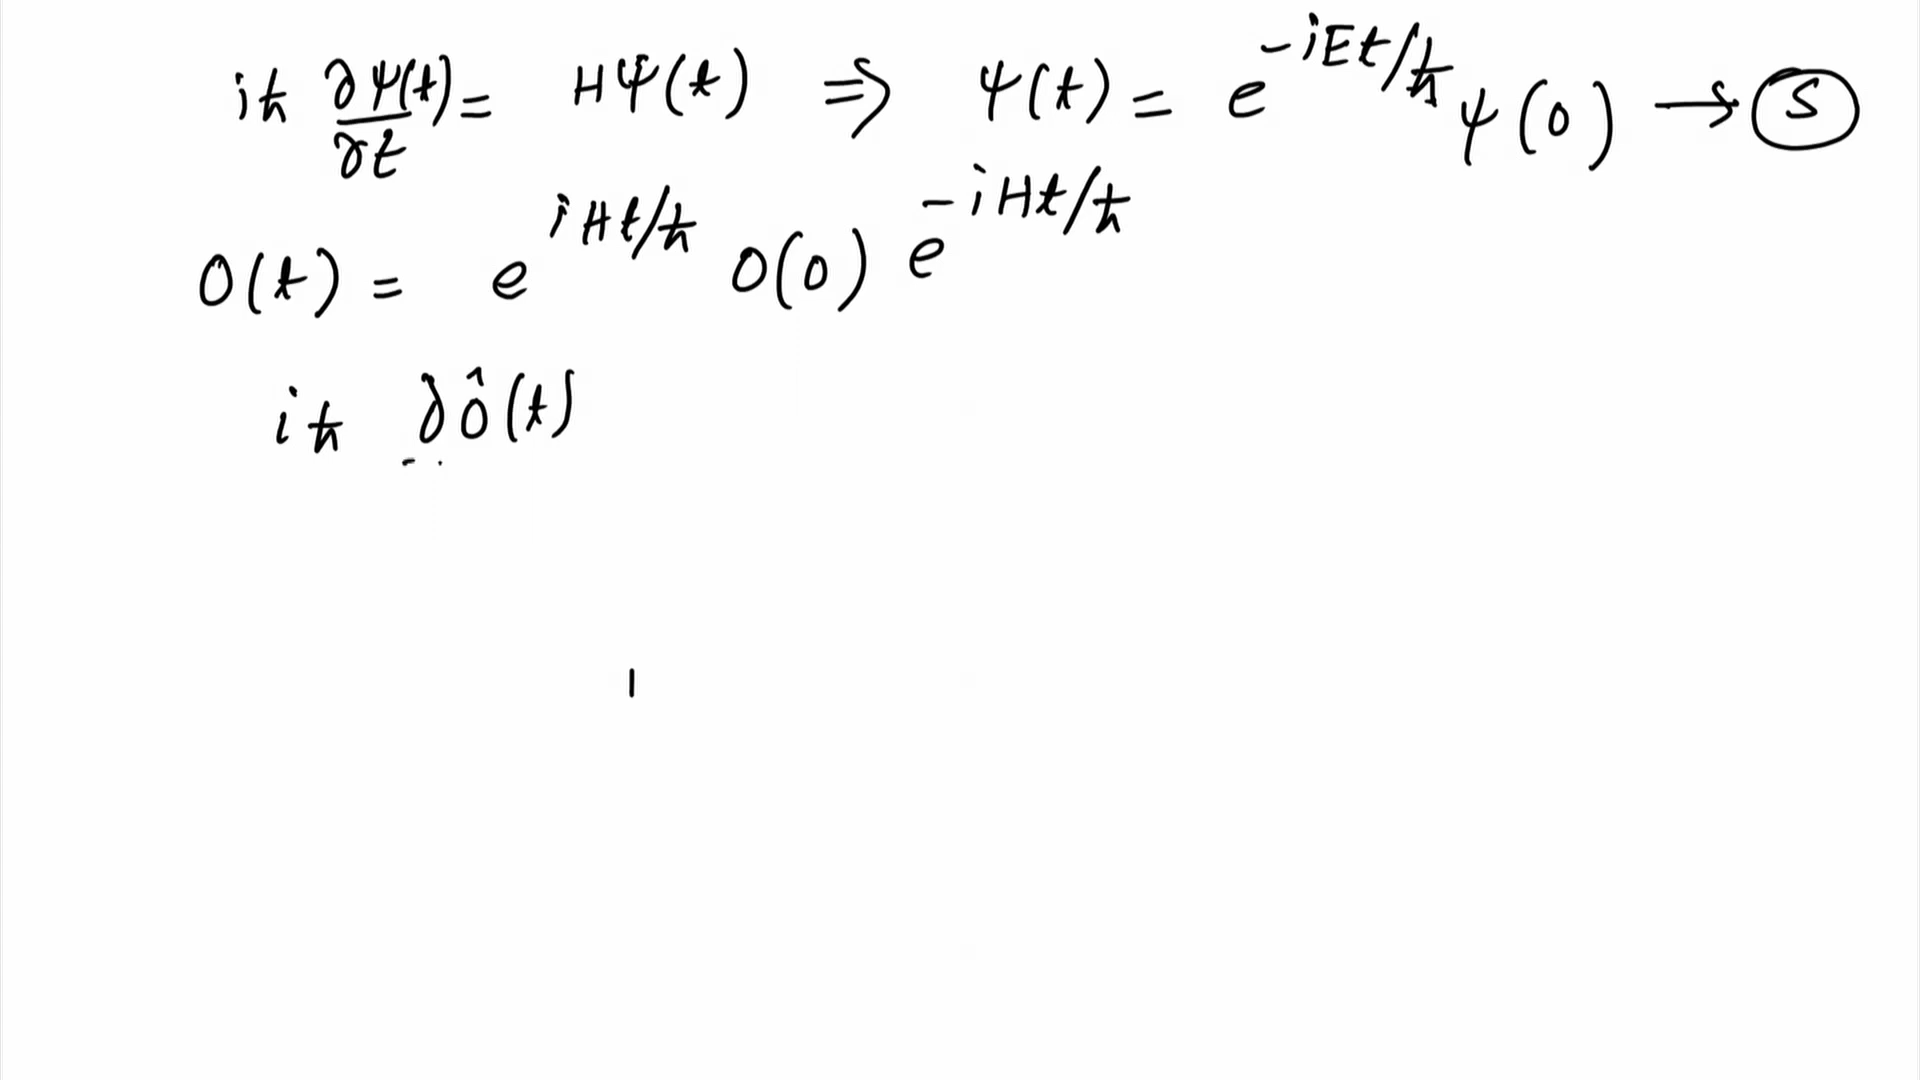 iħ ∂Ψ(t)/∂t = HΨ(t) ⇒ Ψ(t) = e^{-iEt/ħ} Ψ(0) → Ⓢ
O(t) = e^{iHt/ħ} O(0) e^{-iHt/ħ}
iħ ∂Ô(t)